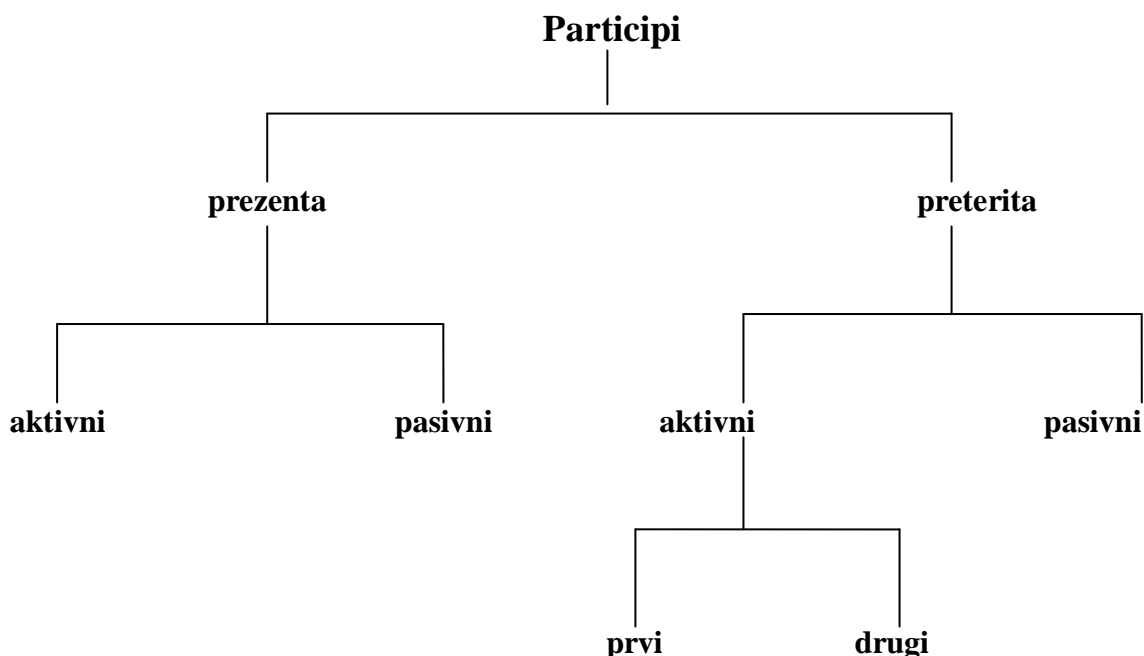 Participi
prezenta preterita
aktivni pasivni aktivni pasivni
prvi drugi